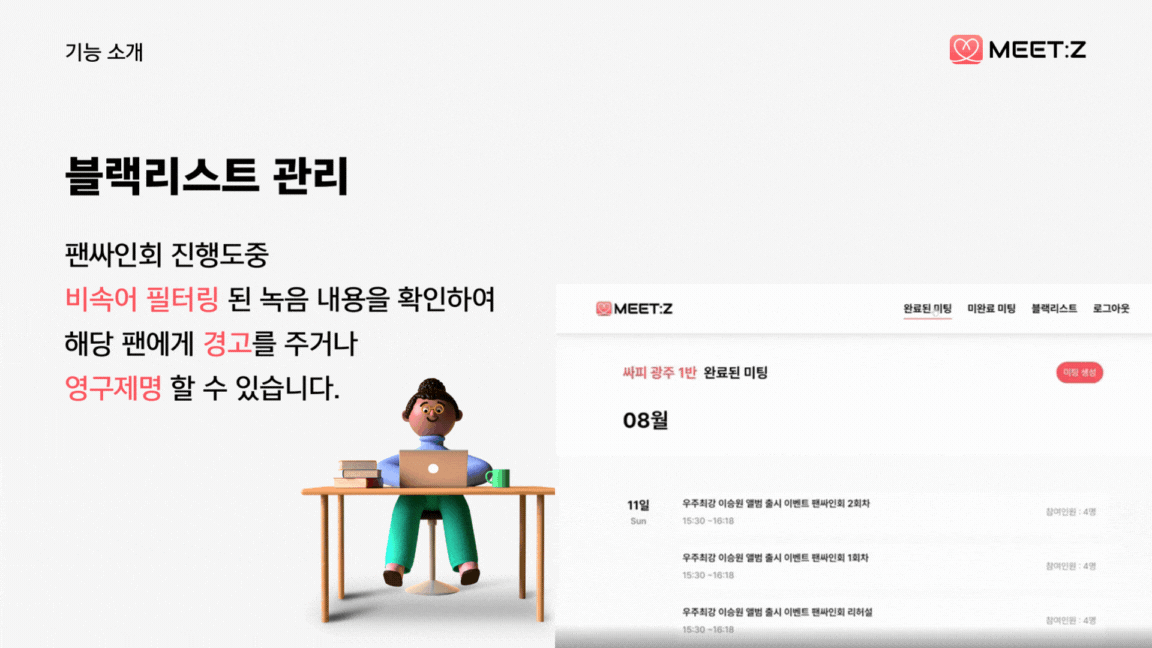 기능 소개
MEET:Z
블랙리스트 관리
팬싸인회 진행도중
비속어 필터링 된 녹음 내용을 확인하여
해당 팬에게 경고를 주거나
영구제명 할 수 있습니다.
MEET:Z
완료된 미팅 미완료 미팅 블랙리스트 로그아웃
싸피 광주 1반 완료된 미팅
미팅 생성
08월
11일
Sun
우주최강 이승원 앨범 출시 이벤트 팬싸인회 2회차
15:30 ~16:18
참여인원 : 4명
우주최강 이승원 앨범 출시 이벤트 팬싸인회 1회차
15:30 ~16:18
참여인원 : 4명
우주최강 이승원 앨범 출시 이벤트 팬싸인회 리허설
15:30 ~16:18
참여인원 : 4명